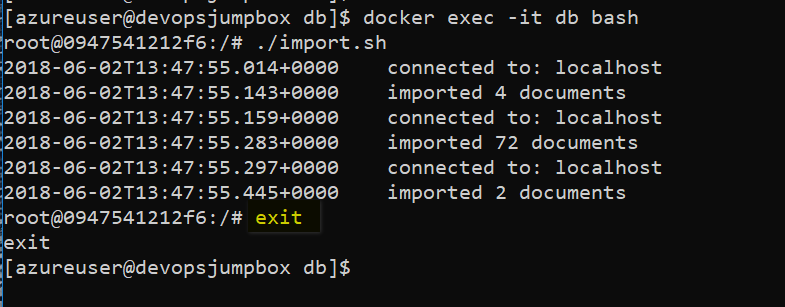 [azureuser@devopsjumpbox db]$ docker exec -it db bash
root@0947541212f6:/# ./import.sh
2018-06-02T13:47:55.014+0000    connected to: localhost
2018-06-02T13:47:55.143+0000    imported 4 documents
2018-06-02T13:47:55.159+0000    connected to: localhost
2018-06-02T13:47:55.283+0000    imported 72 documents
2018-06-02T13:47:55.297+0000    connected to: localhost
2018-06-02T13:47:55.445+0000    imported 2 documents
root@0947541212f6:/# exit
exit
[azureuser@devopsjumpbox db]$